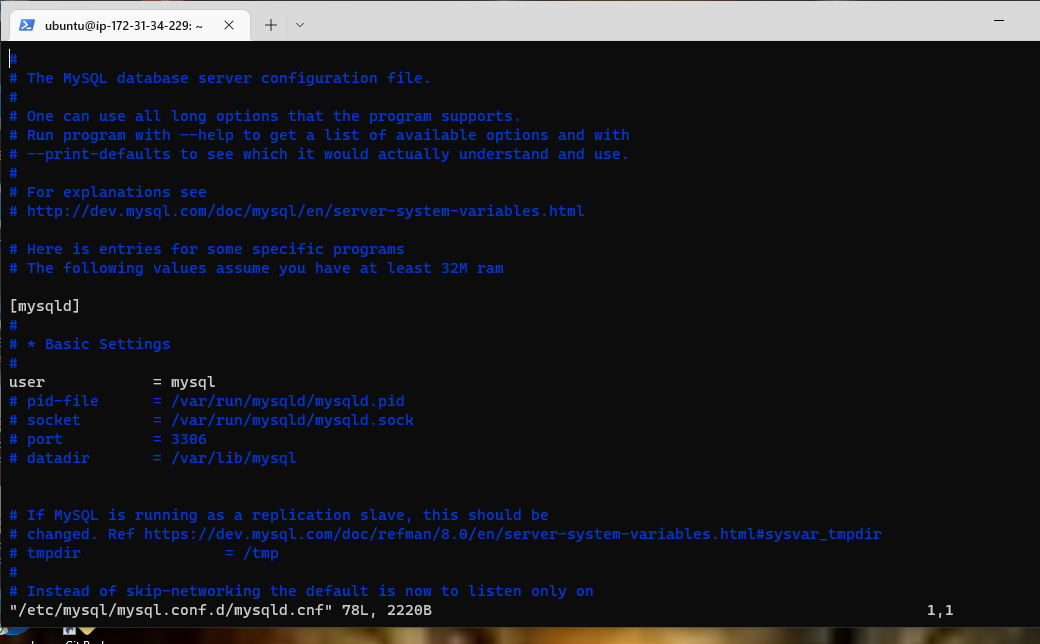 ubuntu@ip-172-31-34-229: ~
#
# The MySQL database server configuration file.
#
# One can use all long options that the program supports.
# Run program with --help to get a list of available options and with
# --print-defaults to see which it would actually understand and use.
#
# For explanations see
# http://dev.mysql.com/doc/mysql/en/server-system-variables.html

# Here is entries for some specific programs
# The following values assume you have at least 32M ram

[mysqld]
#
# * Basic Settings
#
user            = mysql
# pid-file      = /var/run/mysqld/mysqld.pid
# socket        = /var/run/mysqld/mysqld.sock
# port          = 3306
# datadir       = /var/lib/mysql


# If MySQL is running as a replication slave, this should be
# changed. Ref https://dev.mysql.com/doc/refman/8.0/en/server-system-variables.html#sysvar_tmpdir
# tmpdir                = /tmp
#
# Instead of skip-networking the default is now to listen only on
"/etc/mysql/mysql.conf.d/mysqld.cnf" 78L, 2220B 1,1